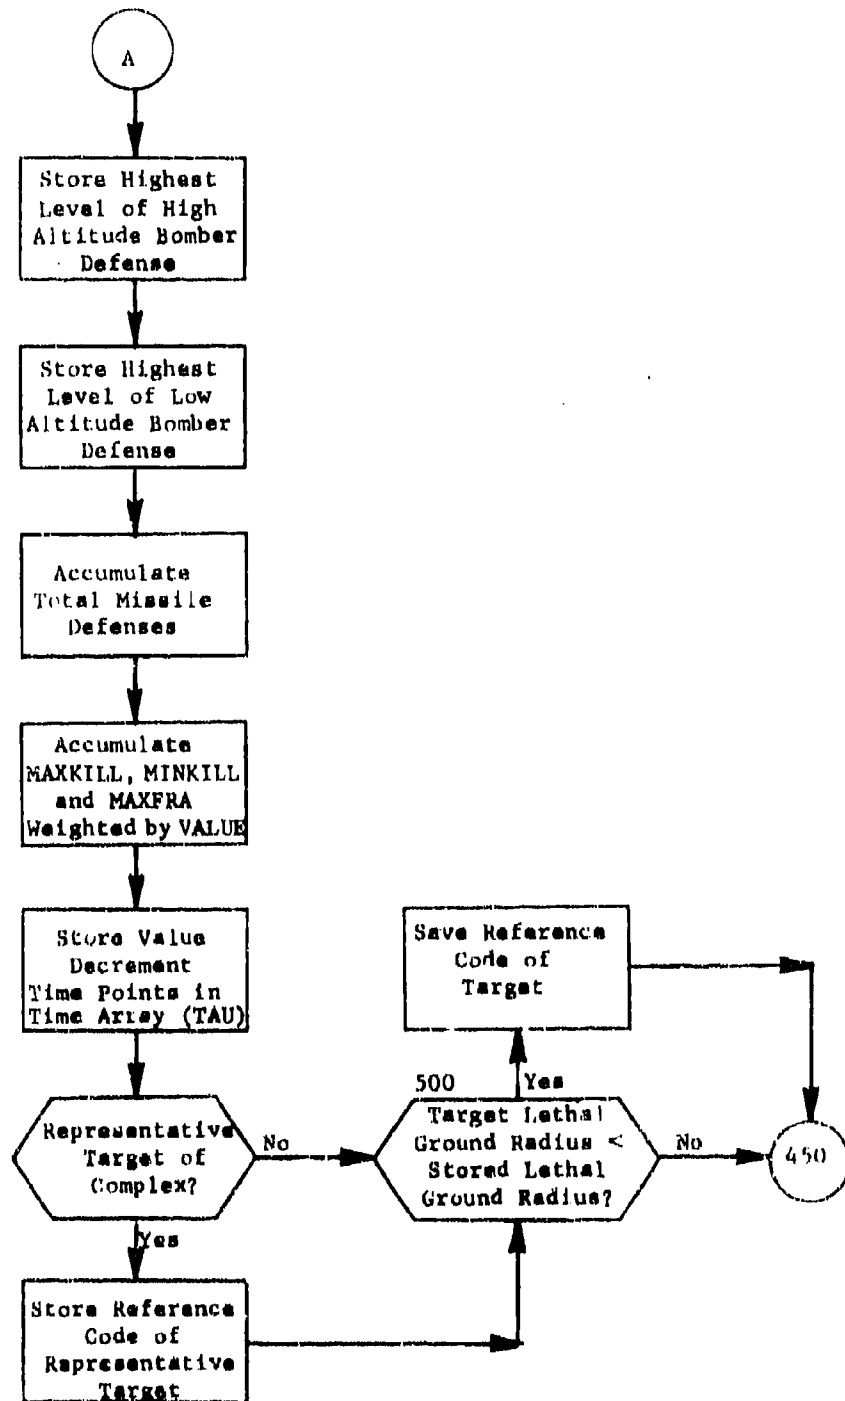 A
Store Highest
Level of High
Altitude Bomber
Defense
Store Highest
Level of Low
Altitude Bomber
Defense
Accumulate
Total Missile
Defenses
Accumulate
MAXKILL, MINKILL
and MAXFRA
Weighted by VALUE
Store Value
Decrement
Time Points in
Time Array (TAU)
Save Reference
Code of
Target
500 Yes
Representative
Target of
Complex?
No
Target Lethal
Ground Radius <
Stored Lethal
Ground Radius?
No
450
Yes
Store Reference
Code of
Representative
Target